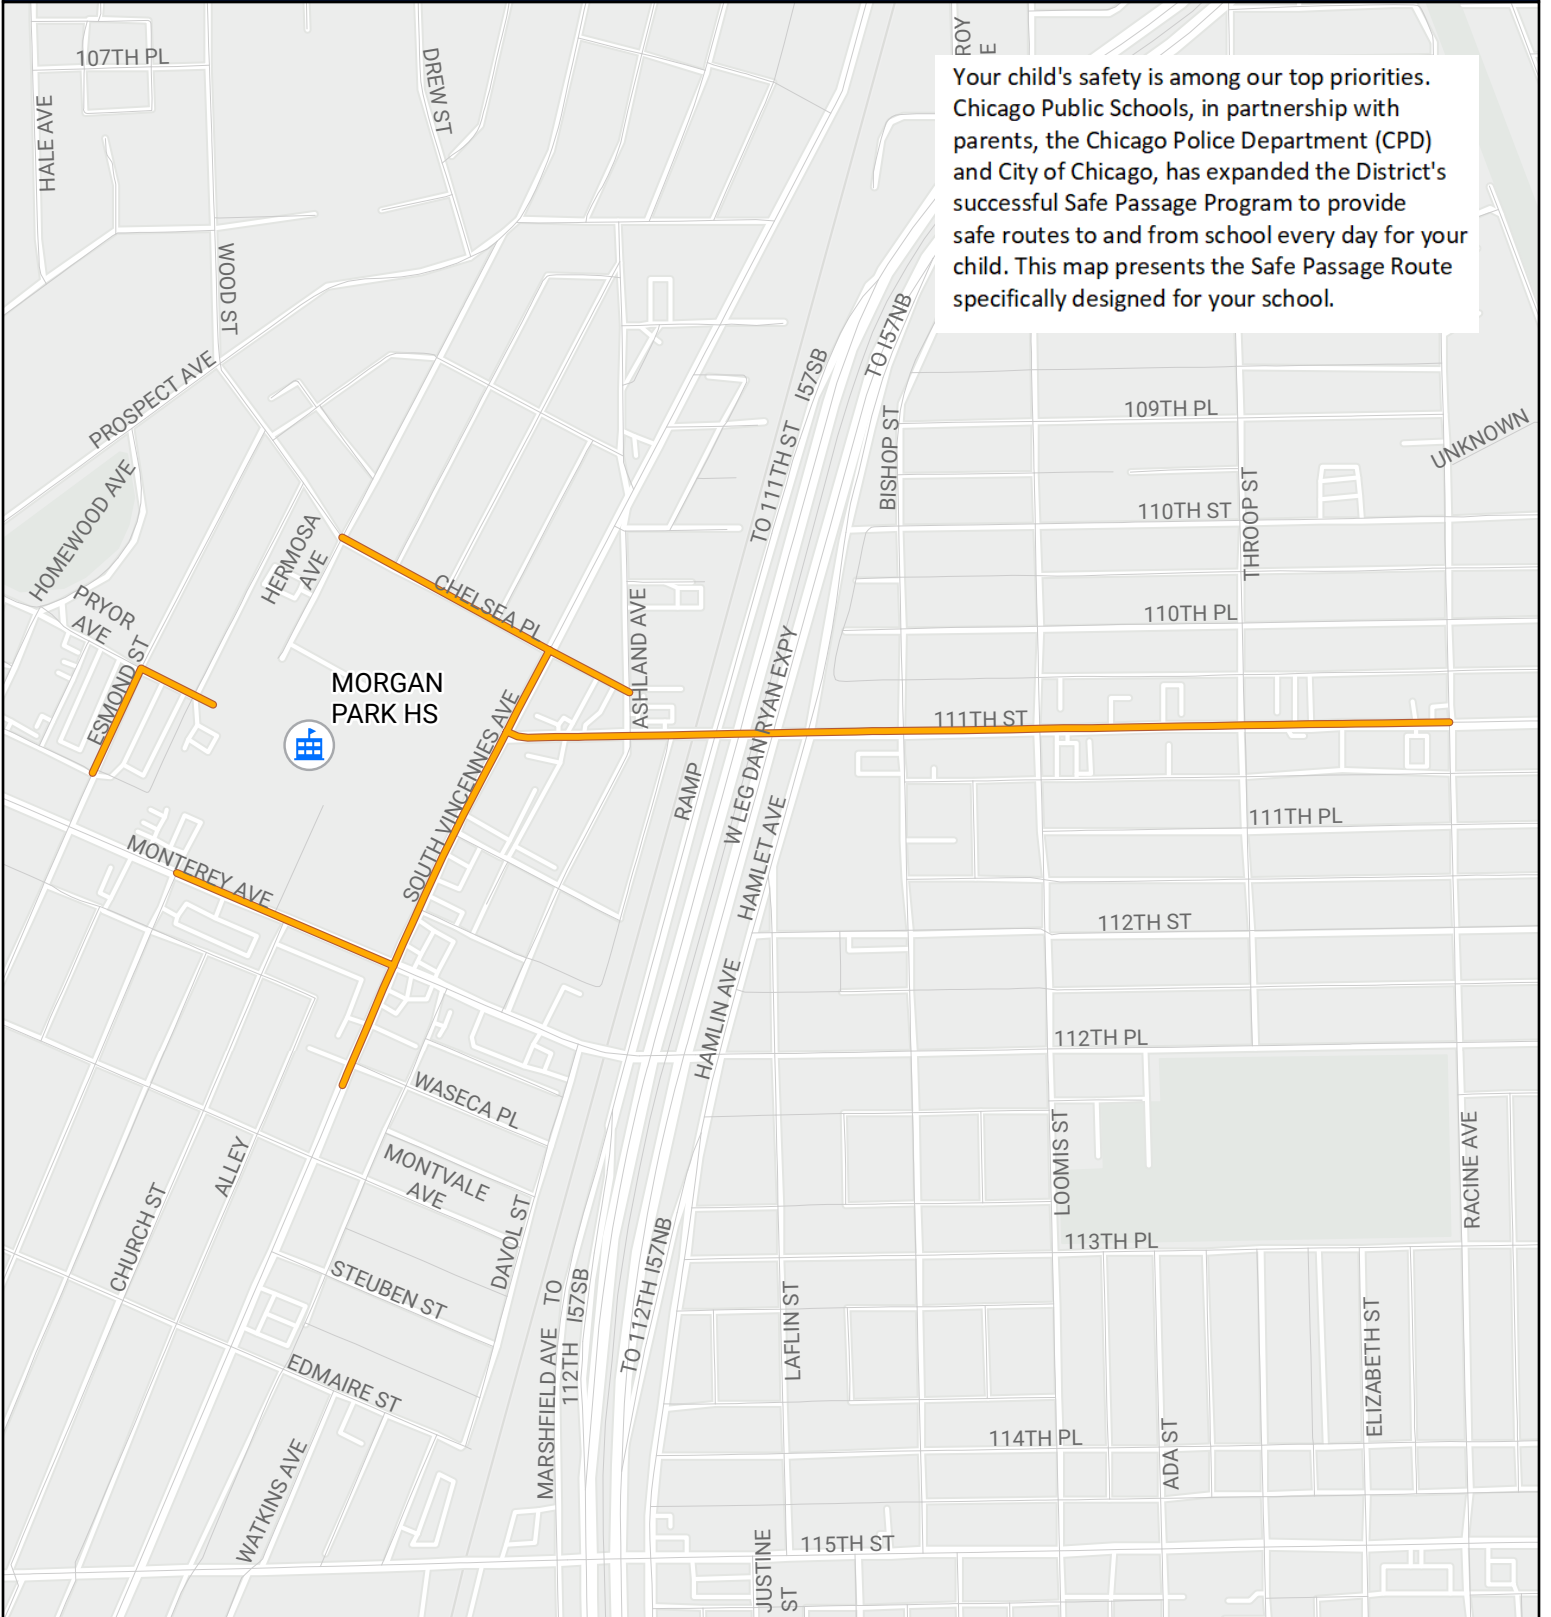 107TH PL
HALE AVE
DREW ST
ROY
E
Your child's safety is among our top priorities.
Chicago Public Schools, in partnership with
parents, the Chicago Police Department (CPD)
and City of Chicago, has expanded the District's
successful Safe Passage Program to provide
safe routes to and from school every day for your
child. This map presents the Safe Passage Route
specifically designed for your school.
WOOD ST
PROSPECT AVE
TO 111TH ST I57SB
TO I57NB
BISHOP ST
109TH PL
UNKNOWN
HOMEWOOD AVE
HERMOSA
AVE
110TH ST
THROOP ST
PRYOR
AVE
CHELSEA PL
ASHLAND AVE
110TH PL
ESMOND ST
MORGAN
PARK HS
SOUTH VINCENNES AVE
W LEG DAN RYAN EXPY
111TH ST
RAMP
HAMLET AVE
111TH PL
MONTEREY AVE
112TH ST
HAMLIN AVE
112TH PL
WASECA PL
LOOMIS ST
RACINE AVE
ALLEY
MONTVALE
AVE
CHURCH ST
DAVOL ST
113TH PL
STEUBEN ST
MARSHFIELD AVE TO
112TH I57SB
TO 112TH I57NB
LAFLIN ST
ELIZABETH ST
EDMAIRE ST
WATKINS AVE
114TH PL
ADA ST
115TH ST
JUSTINE
ST